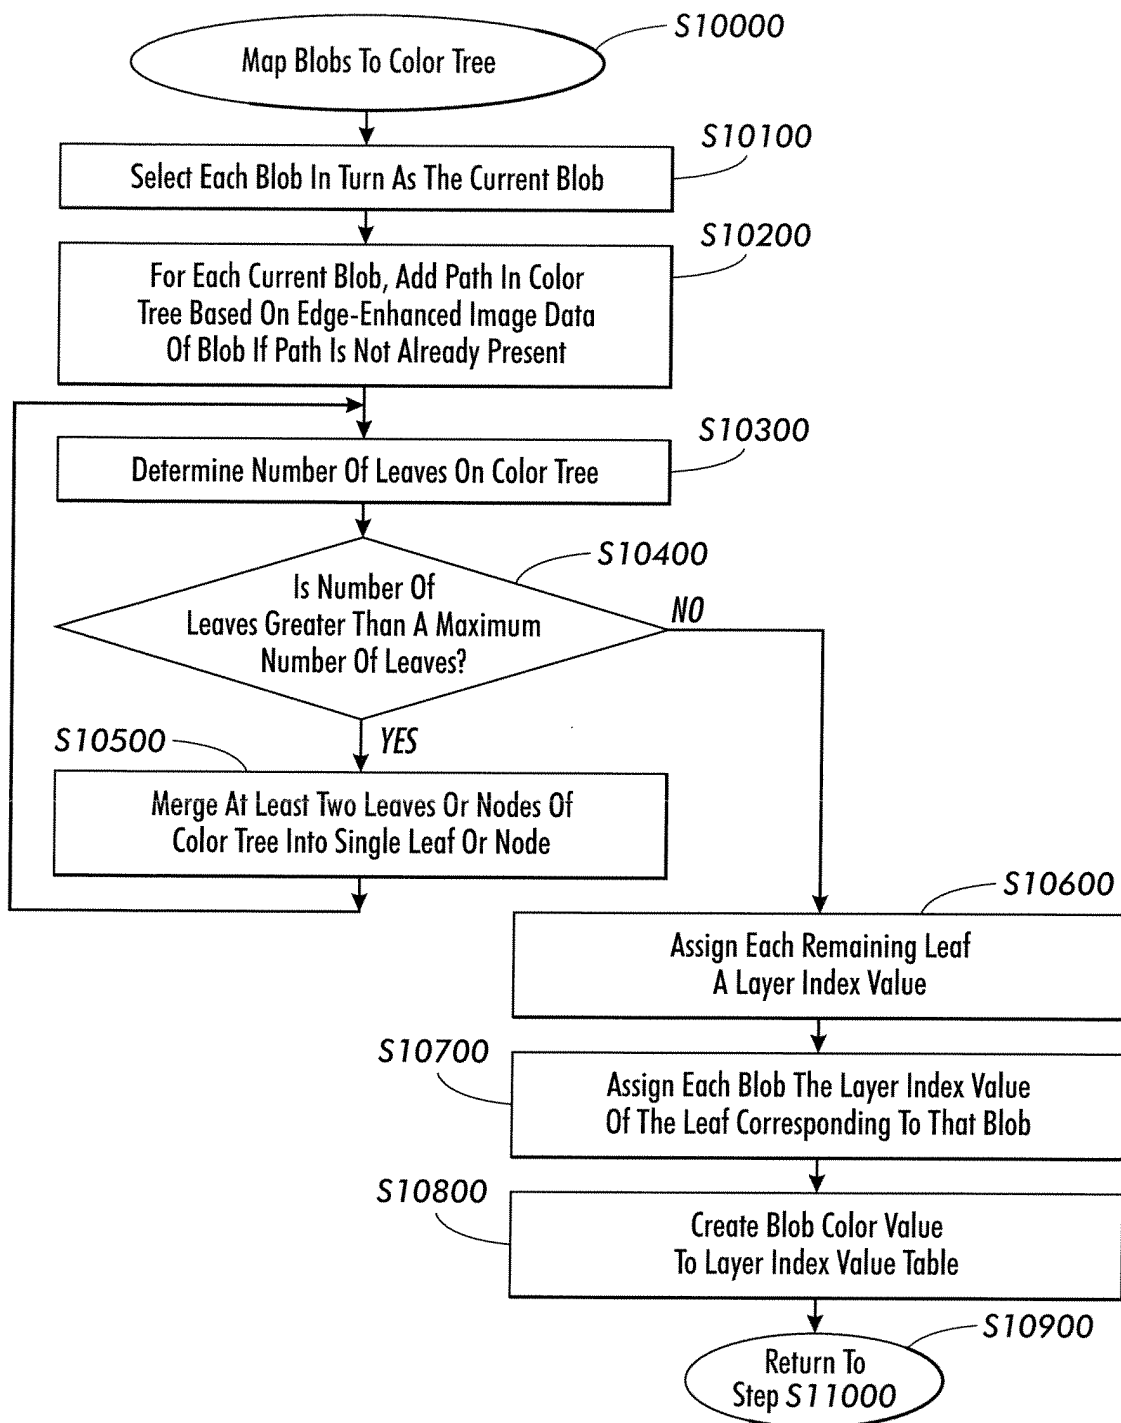 S10000
Map Blobs To Color Tree
S10100
Select Each Blob In Turn As The Current Blob
S10200
For Each Current Blob, Add Path In Color
Tree Based On Edge-Enhanced Image Data
Of Blob If Path Is Not Already Present
S10300
Determine Number Of Leaves On Color Tree
S10400
Is Number Of
Leaves Greater Than A Maximum
Number Of Leaves?
NO
YES
S10500
Merge At Least Two Leaves Or Nodes Of
Color Tree Into Single Leaf Or Node
S10600
Assign Each Remaining Leaf
A Layer Index Value
S10700
Assign Each Blob The Layer Index Value
Of The Leaf Corresponding To That Blob
S10800
Create Blob Color Value
To Layer Index Value Table
S10900
Return To
Step S11000